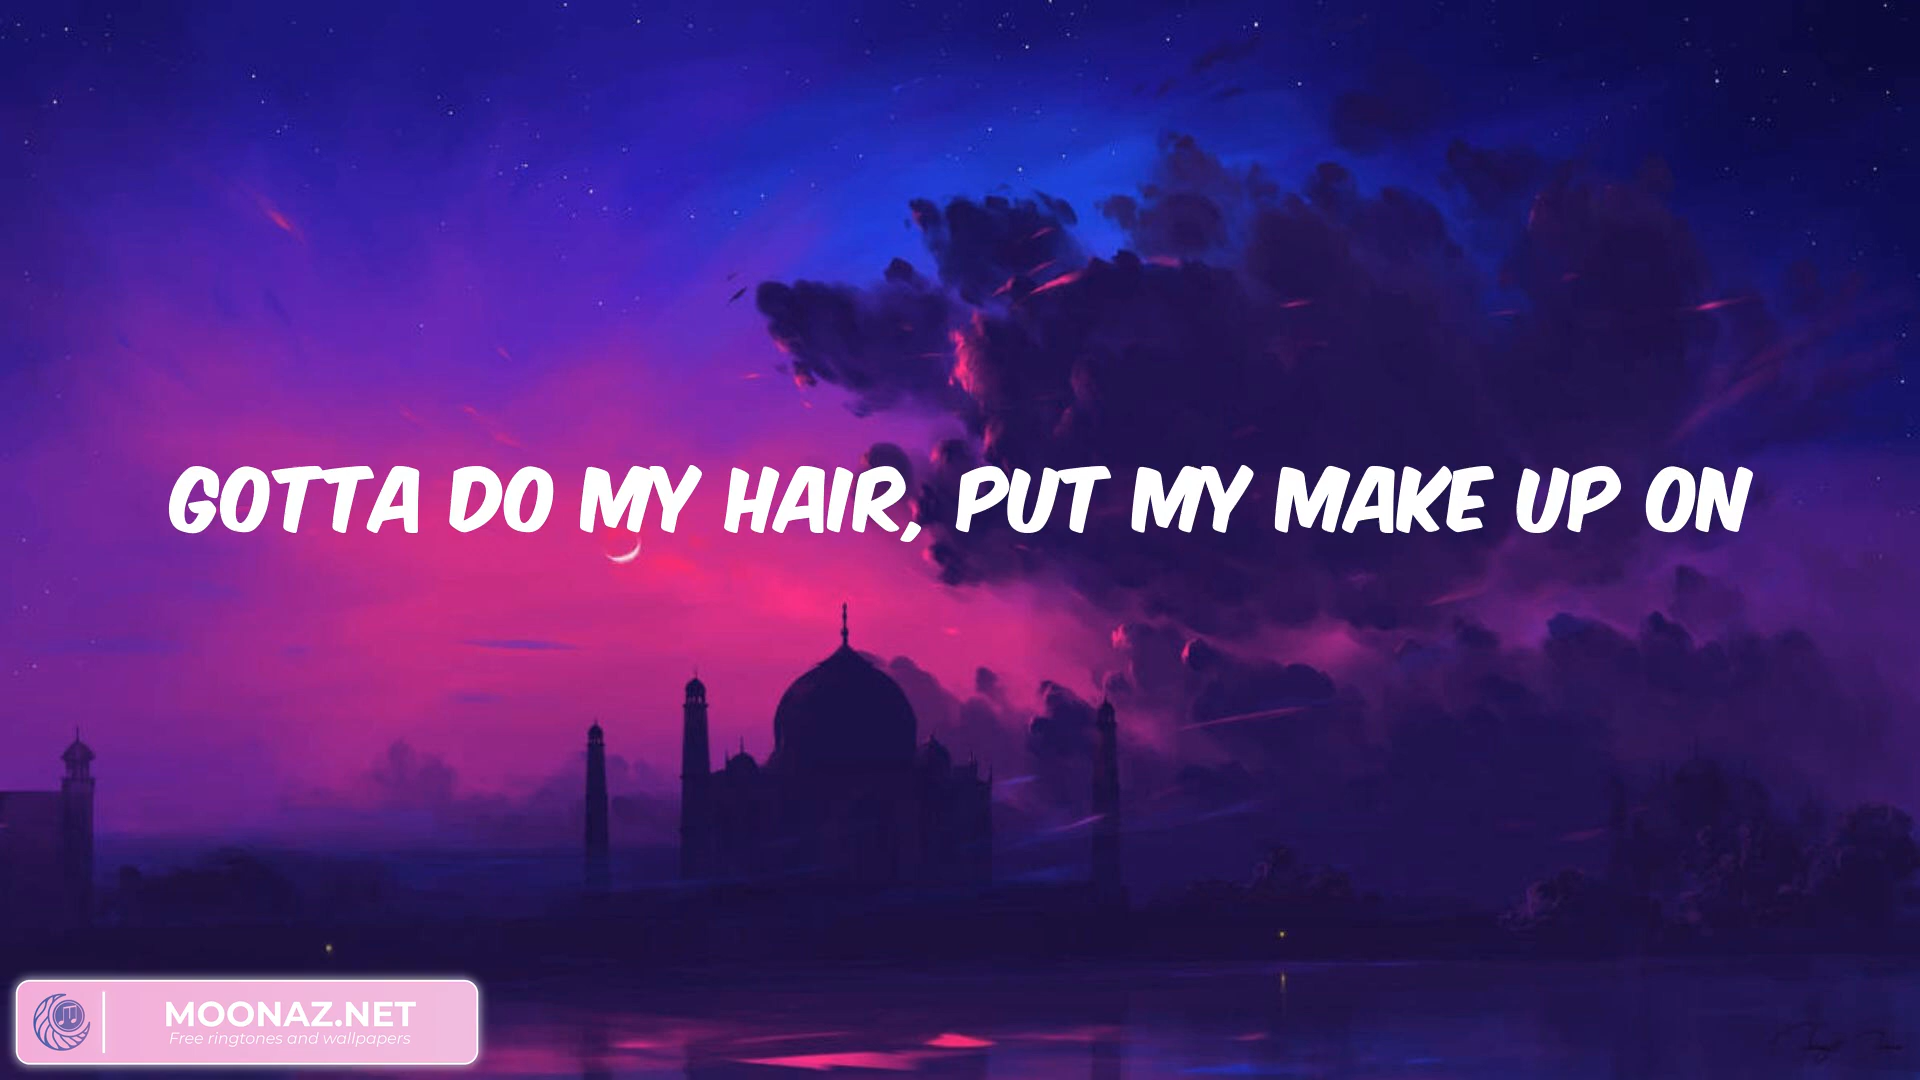 GOTTA DO MY HAIR, PUT MY MAKE UP ON
MOONAZ.NET
Free ringtones and wallpapers